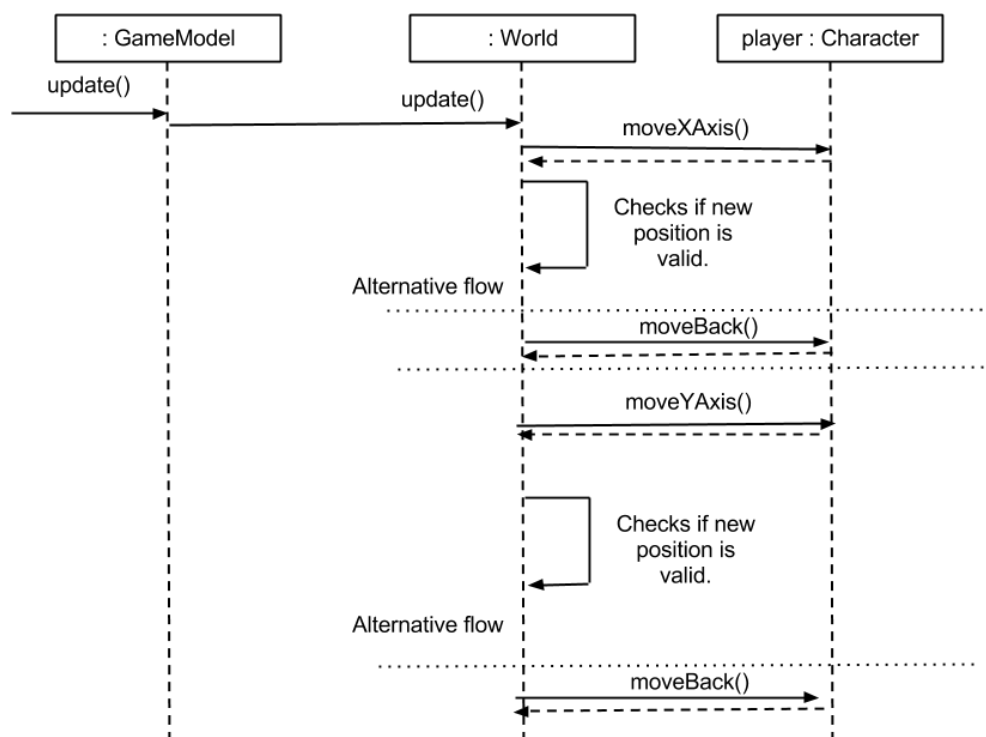 : GameModel
: World
player : Character
update()
update()
moveXAxis()
Checks if new
position is
valid.
Alternative flow
moveBack()
moveYAxis()
Checks if new
position is
valid.
Alternative flow
moveBack()